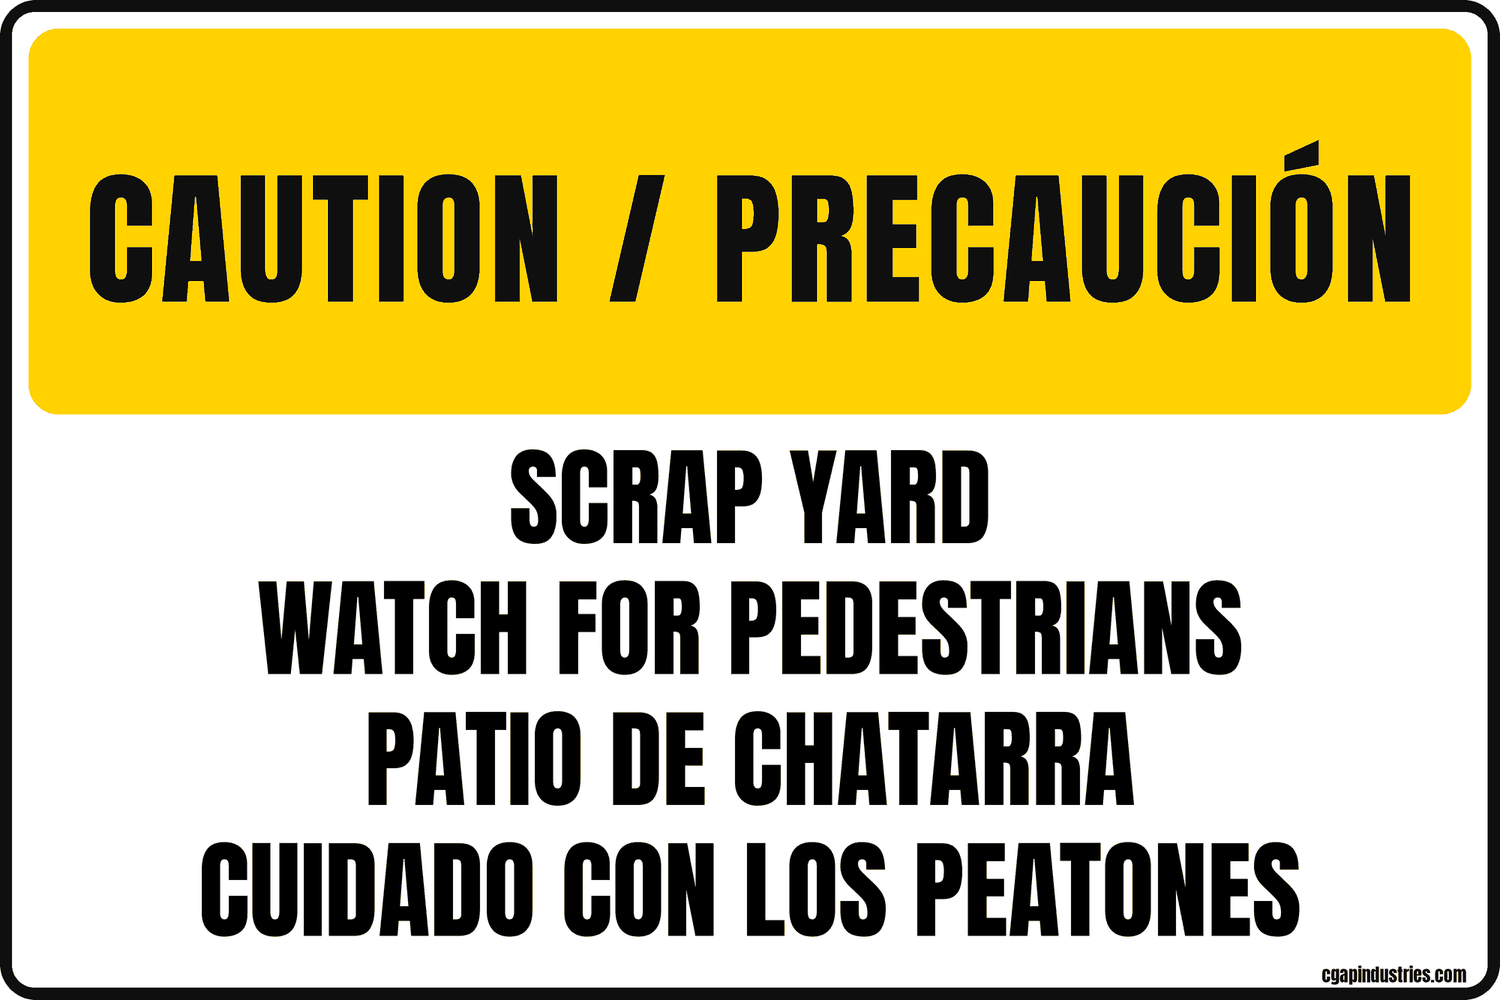 CAUTION / PRECAUCIÓN
SCRAP YARD
WATCH FOR PEDESTRIANS
PATIO DE CHATARRA
CUIDADO CON LOS PEATONES
cgapindustries.com